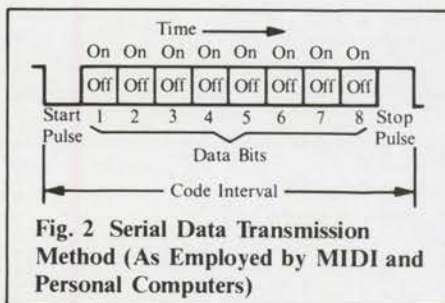 Time
On On On On On On On On
Off Off Off Off Off Off Off Off
Start Pulse 1 2 3 4 5 6 7 8 Stop Pulse
Data Bits
Code Interval
Fig. 2 Serial Data Transmission
Method (As Employed by MIDI and
Personal Computers)